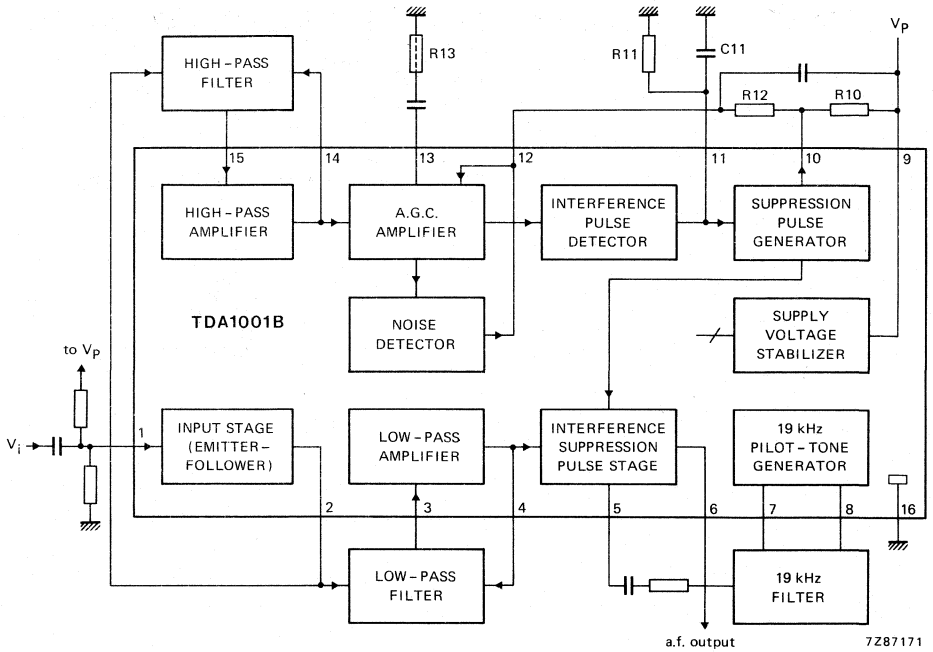 V_P
R13
R11
C11
HIGH-PASS
FILTER
R12
R10
15
14
13
12
11
10
9
HIGH-PASS
AMPLIFIER
A.G.C.
AMPLIFIER
INTERFERENCE
PULSE
DETECTOR
SUPPRESSION
PULSE
GENERATOR
TDA1001B
NOISE
DETECTOR
SUPPLY
VOLTAGE
STABILIZER
to V_P
V_i
1
INPUT STAGE
(EMITTER-
FOLLOWER)
LOW-PASS
AMPLIFIER
INTERFERENCE
SUPPRESSION
PULSE STAGE
19 kHz
PILOT-TONE
GENERATOR
2
3
4
5
6
7
8
16
LOW-PASS
FILTER
19 kHz
FILTER
a.f. output
7Z87171